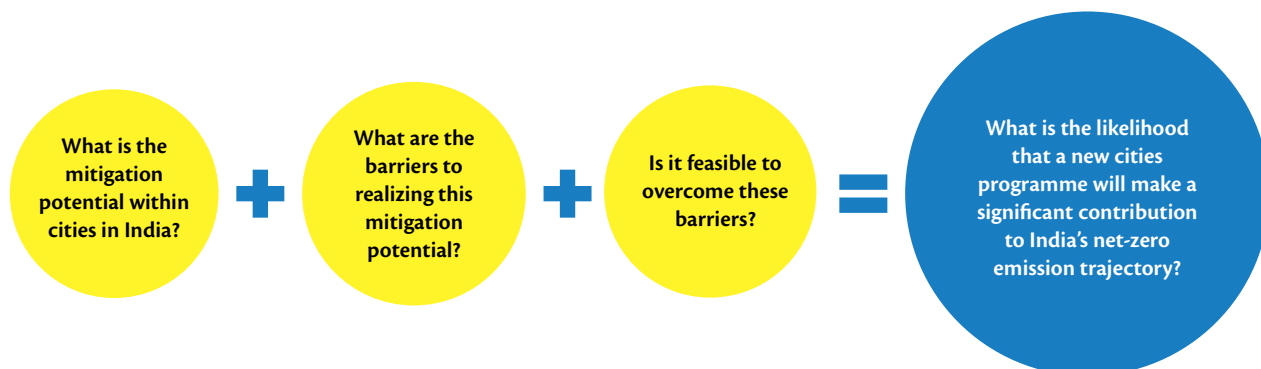 What is the
mitigation
potential within
cities in India?
What are the
barriers to
realizing this
mitigation
potential?
Is it feasible to
overcome these
barriers?
What is the likelihood
that a new cities
programme will make a
significant contribution
to India's net-zero
emission trajectory?